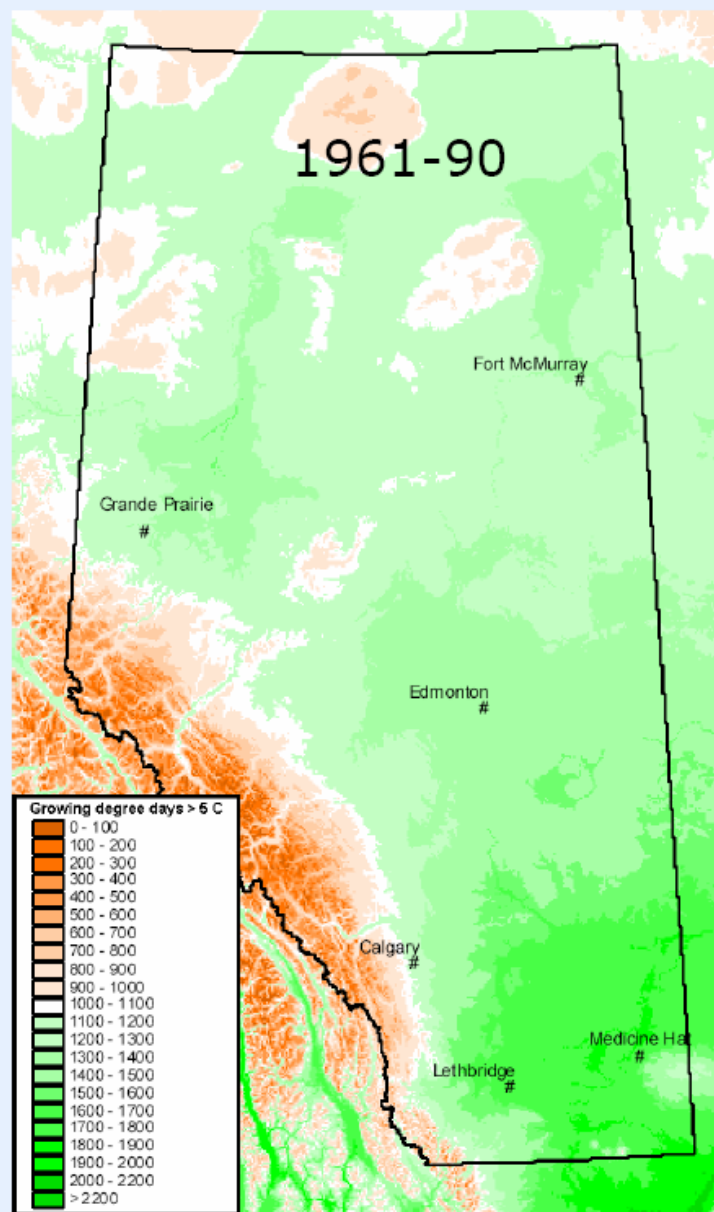 1961-90
Fort McMurray
#
Grande Prairie
#
Edmonton
#
Growing degree days > 5 C
0 - 100
100 - 200
200 - 300
300 - 400
400 - 500
500 - 600
600 - 700
700 - 800
800 - 900
900 - 1000
1000 - 1100
1100 - 1200
1200 - 1300
1300 - 1400
1400 - 1500
1500 - 1600
1600 - 1700
1700 - 1800
1800 - 1900
1900 - 2000
2000 - 2200
> 2200
Calgary
#
Medicine Hat
#
Lethbridge
#